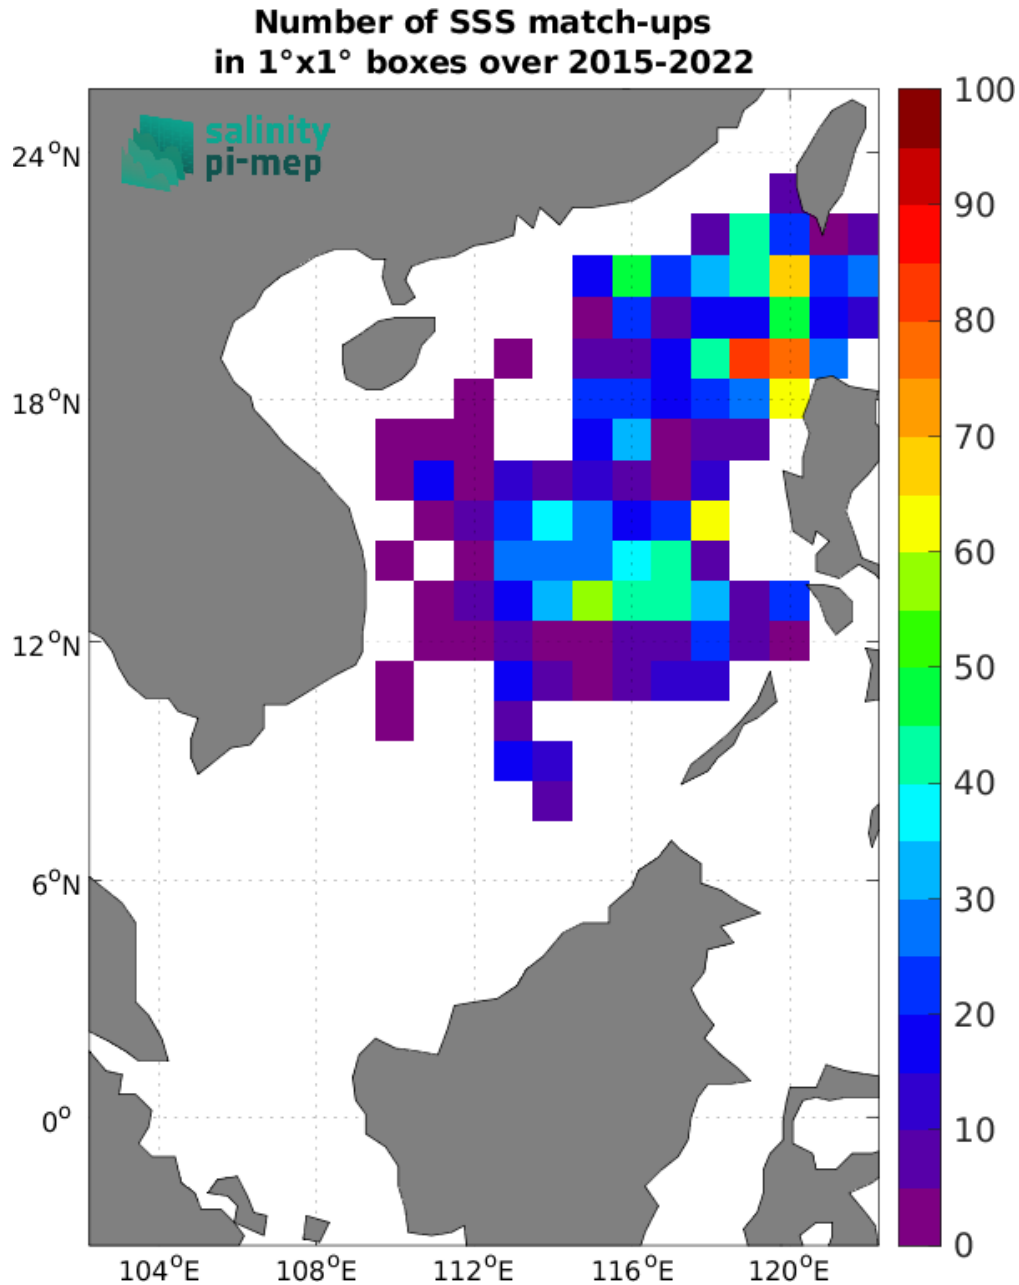 Number of SSS match-ups
in 1°x1° boxes over 2015-2022
salinity
pi-mep
24°N
18°N
12°N
6°N
0°
104°E
108°E
112°E
116°E
120°E
100
90
80
70
60
50
40
30
20
10
0